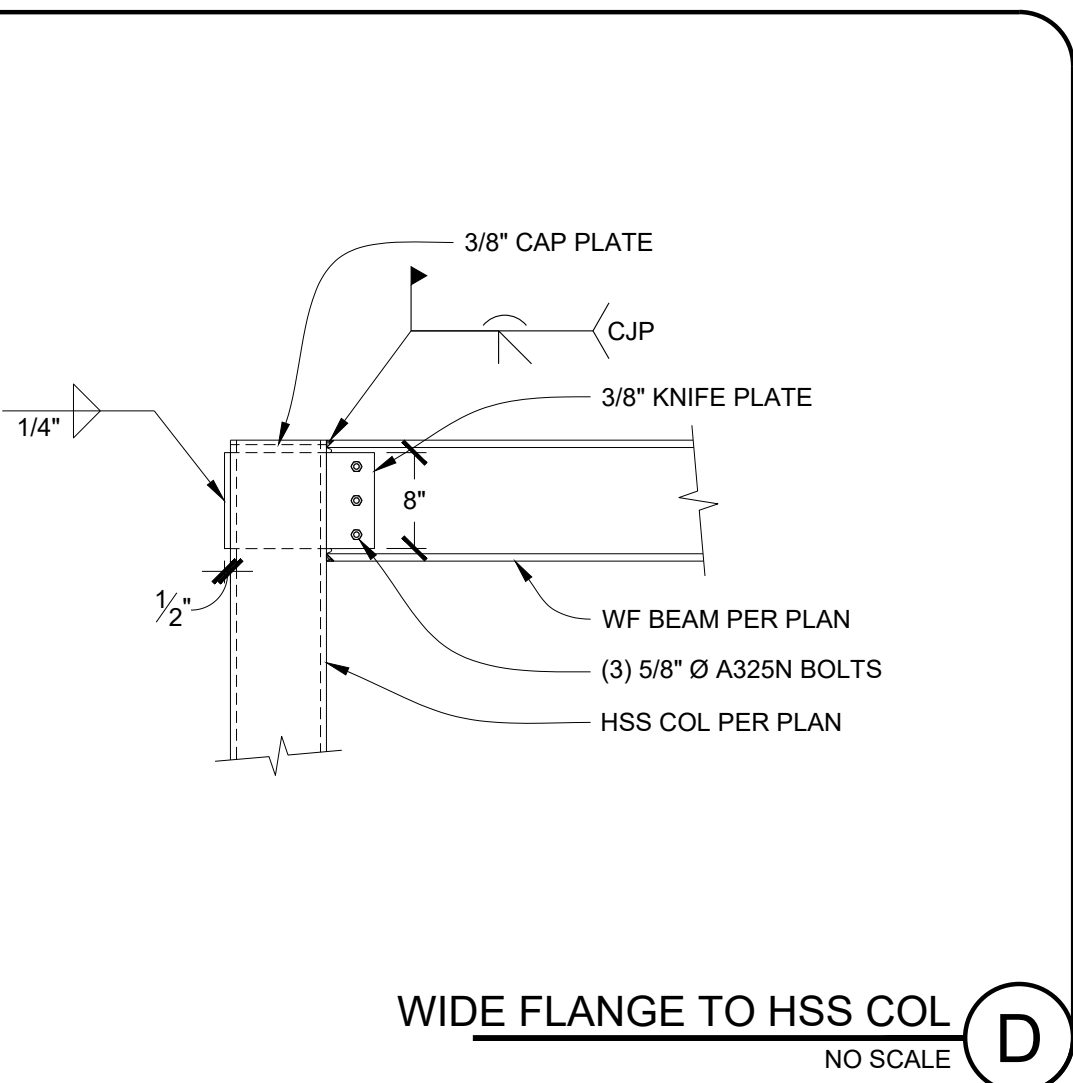 3/8" CAP PLATE
CJP
3/8" KNIFE PLATE
1/4"
8"
1/2"
WF BEAM PER PLAN
(3) 5/8" Ø A325N BOLTS
HSS COL PER PLAN
WIDE FLANGE TO HSS COL
D
NO SCALE